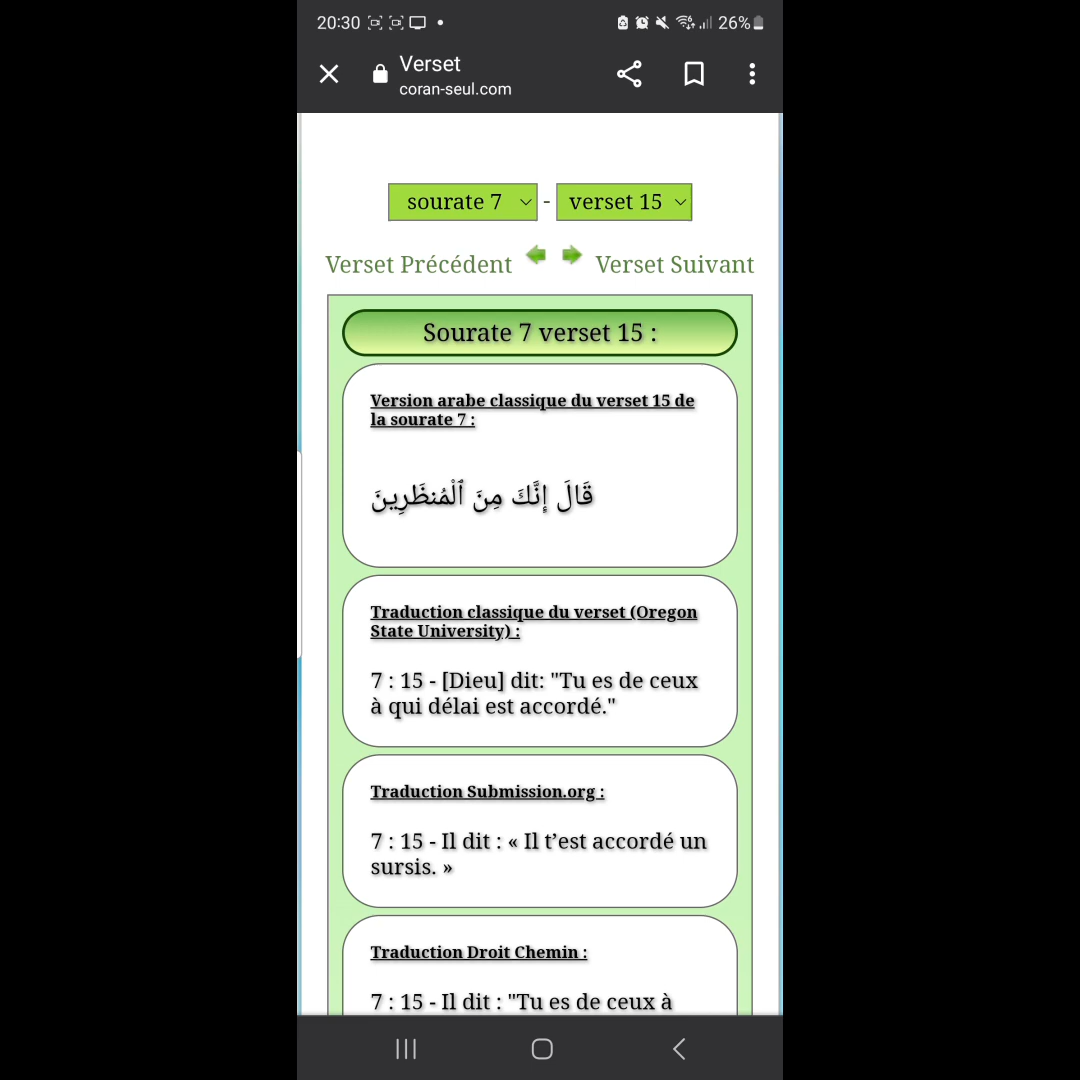 20:30
26%
Verset
coran-seul.com
sourate 7 - verset 15
Verset Précédent Verset Suivant
Sourate 7 verset 15 :
Version arabe classique du verset 15 de
la sourate 7 :
قَالَ إِنَّكَ مِنَ ٱلْمُنظَرِينَ
Traduction classique du verset (Oregon
State University) :
7 : 15 - [Dieu] dit: "Tu es de ceux
à qui délai est accordé."
Traduction Submission.org :
7 : 15 - Il dit : « Il t’est accordé un
sursis. »
Traduction Droit Chemin :
7 : 15 - Il dit : "Tu es de ceux à